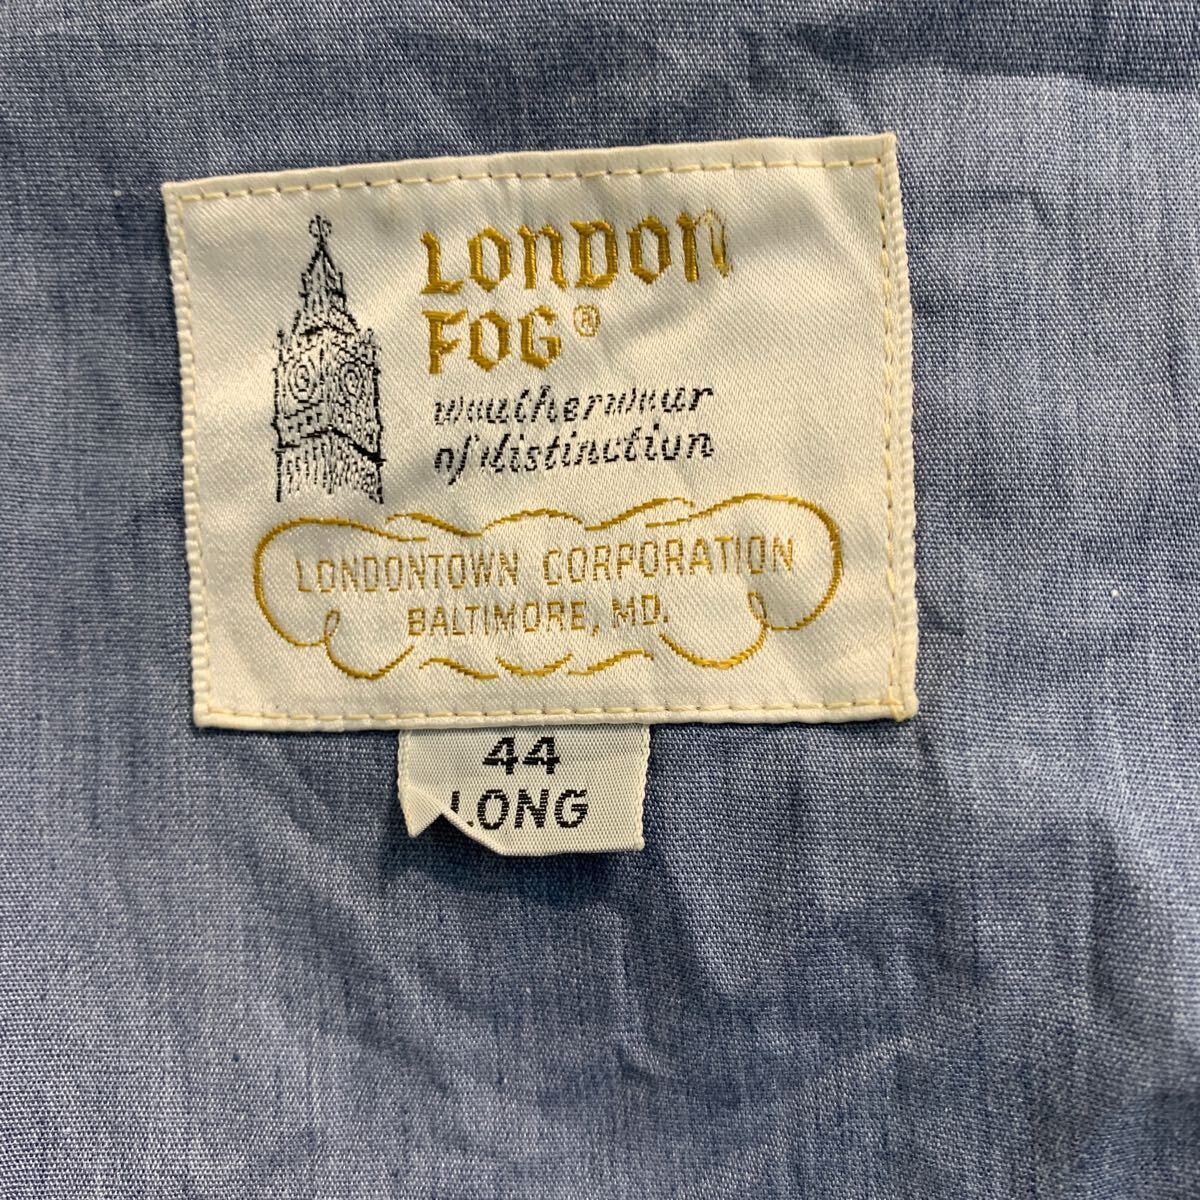 LONDON
FOG®
weatherwear
of distinction
LONDONTOWN CORPORATION
BALTIMORE, MD.
44
LONG